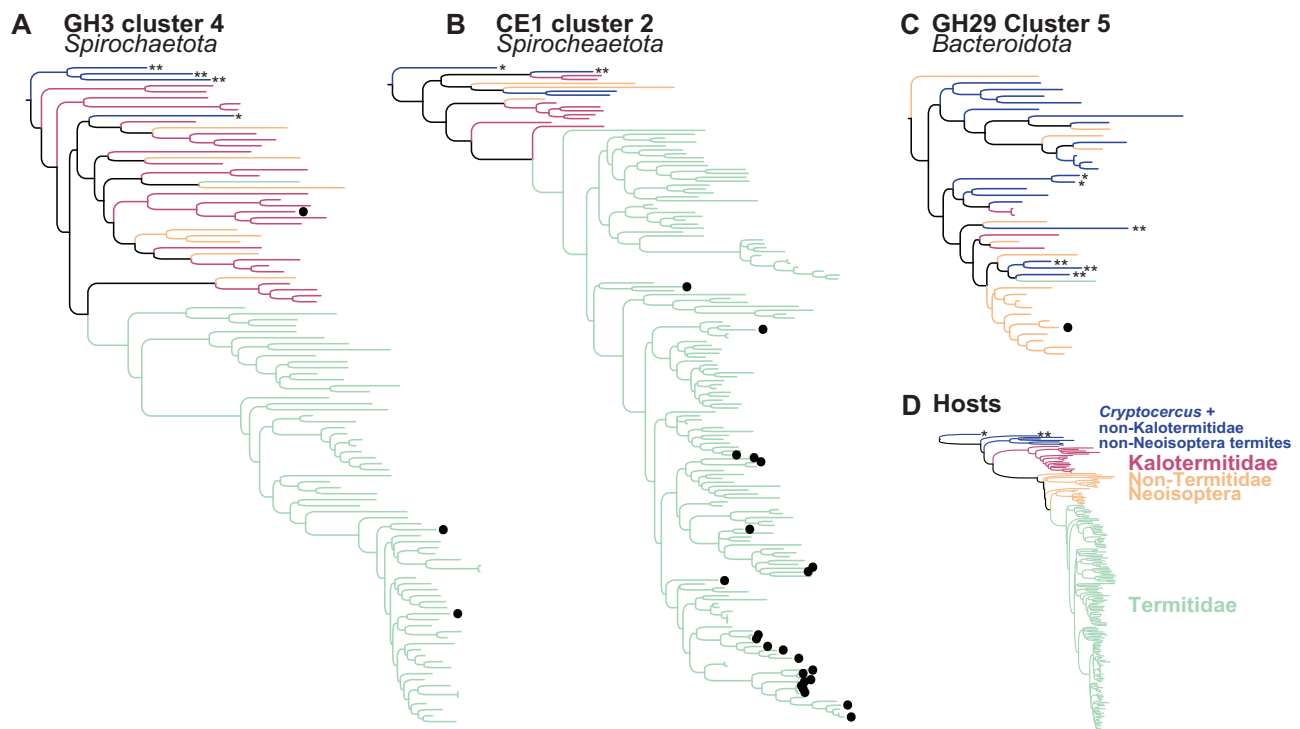 A GH3 cluster 4
Spirochaetota
**
**
**
*
B CE1 cluster 2
Spirocheaetota
*
**
C GH29 Cluster 5
Bacteroidota
*
*
**
**
**
**
D Hosts
*
**
Cryptocercus +
non-Kalotermitidae
non-Neoisoptera termites
Kalotermitidae
Non-Termitidae
Neoisoptera
Termitidae